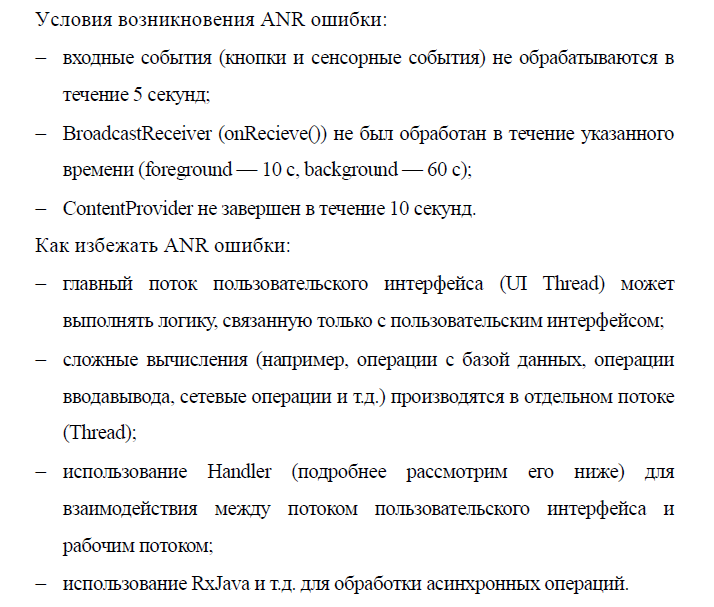 Условия возникновения ANR ошибки:
– входные события (кнопки и сенсорные события) не обрабатываются в
течение 5 секунд;
– BroadcastReceiver (onRecieve()) не был обработан в течение указанного
времени (foreground — 10 с, background — 60 с);
– ContentProvider не завершен в течение 10 секунд.
Как избежать ANR ошибки:
– главный поток пользовательского интерфейса (UI Thread) может
выполнять логику, связанную только с пользовательским интерфейсом;
– сложные вычисления (например, операции с базой данных, операции
вводавывода, сетевые операции и т.д.) производятся в отдельном потоке
(Thread);
– использование Handler (подробнее рассмотрим его ниже) для
взаимодействия между потоком пользовательского интерфейса и
рабочим потоком;
– использование RxJava и т.д. для обработки асинхронных операций.